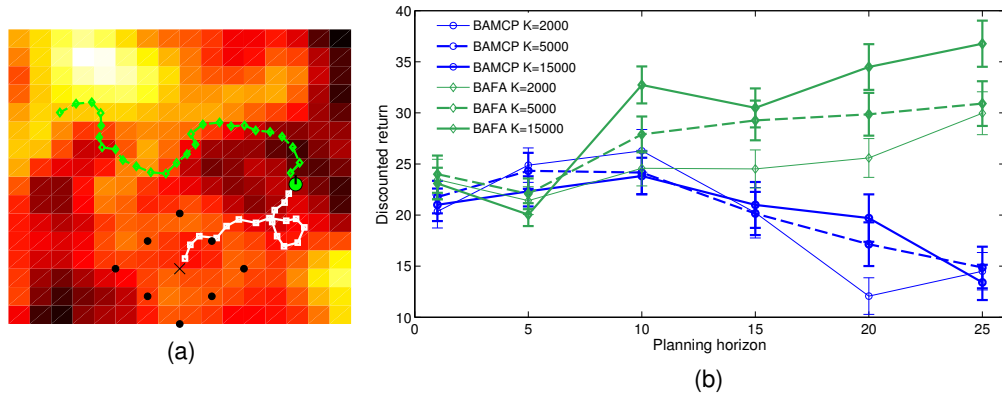 (a)
40
35
30
25
20
15
10
Discounted return
BAMCP K=2000
BAMCP K=5000
BAMCP K=15000
BAFA K=2000
BAFA K=5000
BAFA K=15000
0 5 10 15 20 25
Planning horizon
(b)